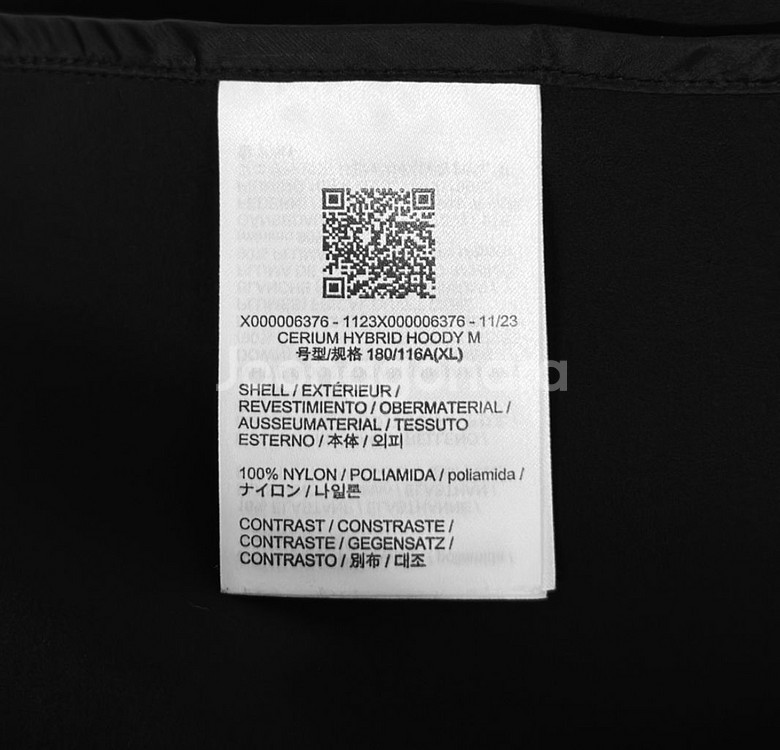 X000006376 - 1123X000006376 - 11/23
CERIUM HYBRID HOODY M
号型/规格 180/116A(XL)
SHELL / EXTÉRIEUR /
REVESTIMIENTO / OBERMATERIAL /
AUSSEUMATERIAL / TESSUTO
ESTERNO / 本体 / 외피
100% NYLON / POLIAMIDA / poliamida /
ナイロン / 나일론
CONTRAST / CONSTRASTE /
CONTRASTE / GEGENSATZ /
CONTRASTO / 別布 / 대조